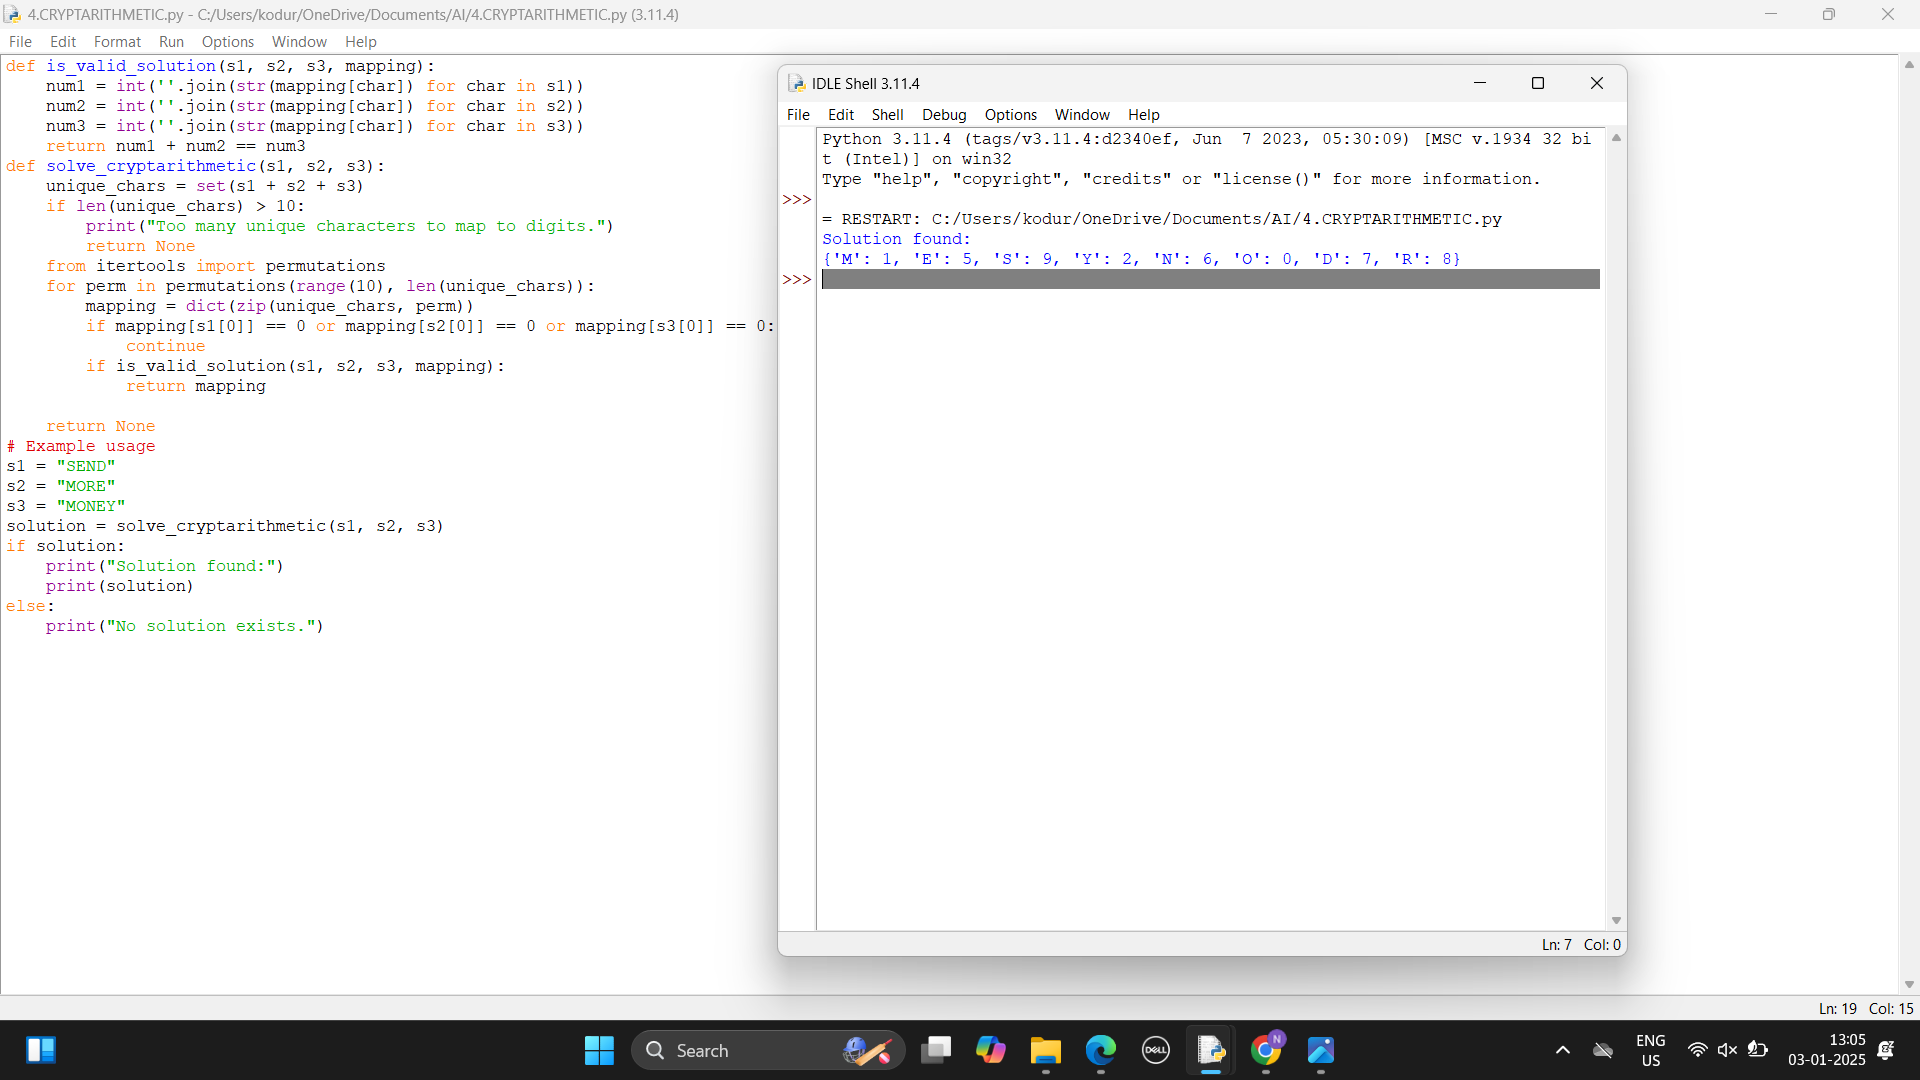 4.CRYPTARITHMETIC.py - C:/Users/kodur/OneDrive/Documents/AI/4.CRYPTARITHMETIC.py (3.11.4)
File Edit Format Run Options Window Help
def is_valid_solution(s1, s2, s3, mapping):
    num1 = int(''.join(str(mapping[char]) for char in s1))
    num2 = int(''.join(str(mapping[char]) for char in s2))
    num3 = int(''.join(str(mapping[char]) for char in s3))
    return num1 + num2 == num3
def solve_cryptarithmetic(s1, s2, s3):
    unique_chars = set(s1 + s2 + s3)
    if len(unique_chars) > 10:
        print("Too many unique characters to map to digits.")
        return None
    from itertools import permutations
    for perm in permutations(range(10), len(unique_chars)):
        mapping = dict(zip(unique_chars, perm))
        if mapping[s1[0]] == 0 or mapping[s2[0]] == 0 or mapping[s3[0]] == 0:
            continue
        if is_valid_solution(s1, s2, s3, mapping):
            return mapping
    return None
# Example usage
s1 = "SEND"
s2 = "MORE"
s3 = "MONEY"
solution = solve_cryptarithmetic(s1, s2, s3)
if solution:
    print("Solution found:")
    print(solution)
else:
    print("No solution exists.")
IDLE Shell 3.11.4
File Edit Shell Debug Options Window Help
Python 3.11.4 (tags/v3.11.4:d2340ef, Jun  7 2023, 05:30:09) [MSC v.1934 32 bi
t (Intel)] on win32
Type "help", "copyright", "credits" or "license()" for more information.
>>>
= RESTART: C:/Users/kodur/OneDrive/Documents/AI/4.CRYPTARITHMETIC.py
Solution found:
{'M': 1, 'E': 5, 'S': 9, 'Y': 2, 'N': 6, 'O': 0, 'D': 7, 'R': 8}
>>>
Ln: 7 Col: 0
Ln: 19 Col: 15
Search
DELL
N
ENG
US
13:05
03-01-2025